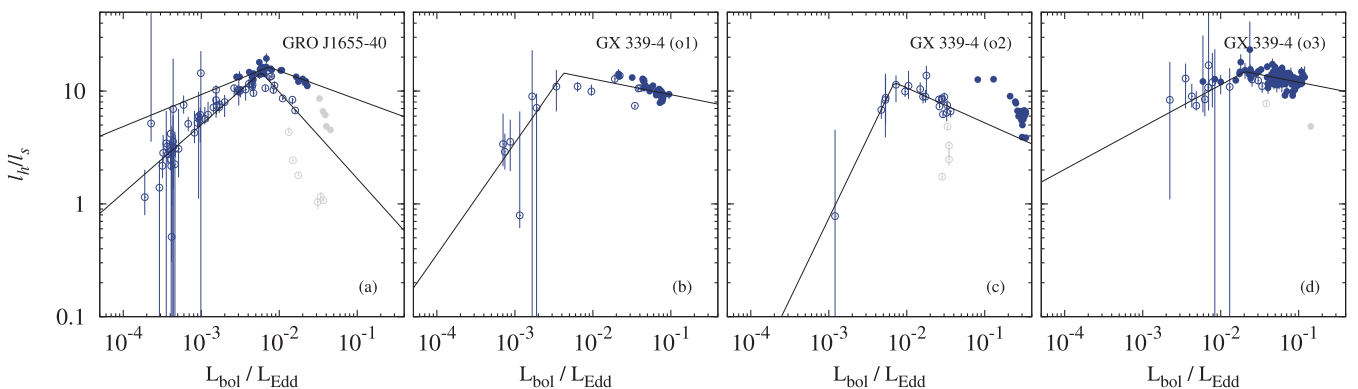 GRO J1655-40
GX 339-4 (o1)
GX 339-4 (o2)
GX 339-4 (o3)
10
1
0.1
l_h/l_s
(a)
(b)
(c)
(d)
10^-4 10^-3 10^-2 10^-1
10^-4 10^-3 10^-2 10^-1
10^-4 10^-3 10^-2 10^-1
10^-4 10^-3 10^-2 10^-1
L_bol / L_Edd
L_bol / L_Edd
L_bol / L_Edd
L_bol / L_Edd